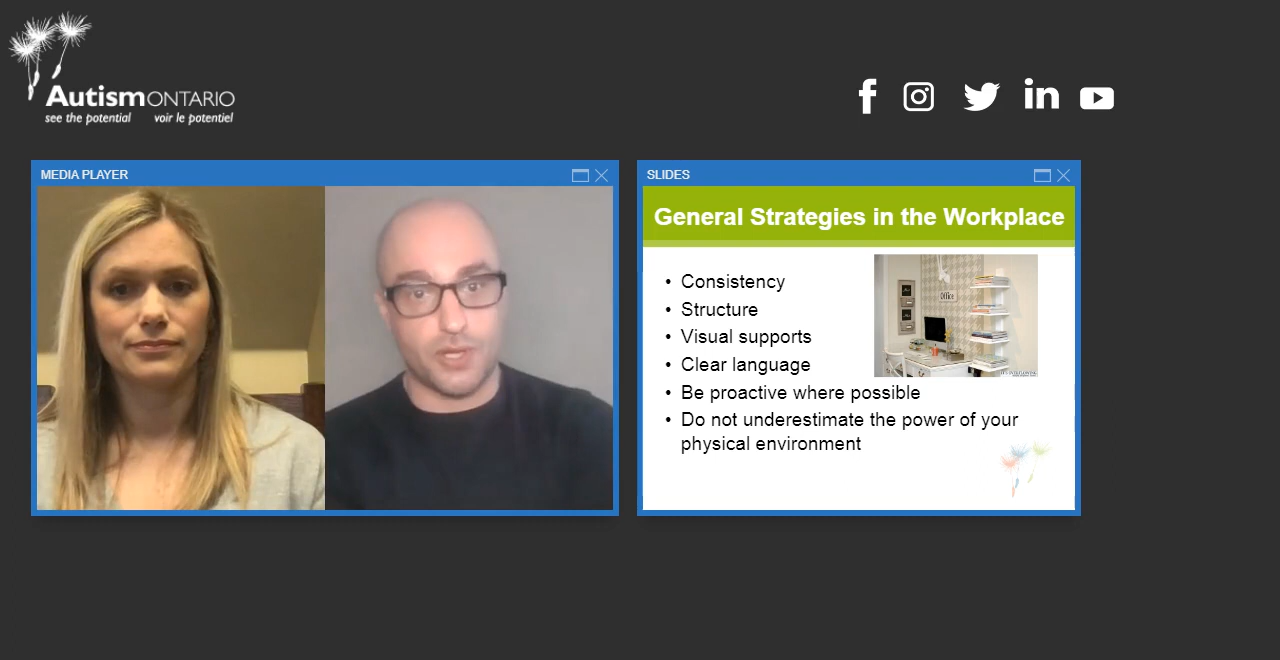 Autism ONTARIO
see the potential voir le potentiel
MEDIA PLAYER
SLIDES
General Strategies in the Workplace
• Consistency
• Structure
• Visual supports
• Clear language
• Be proactive where possible
• Do not underestimate the power of your
physical environment
Office